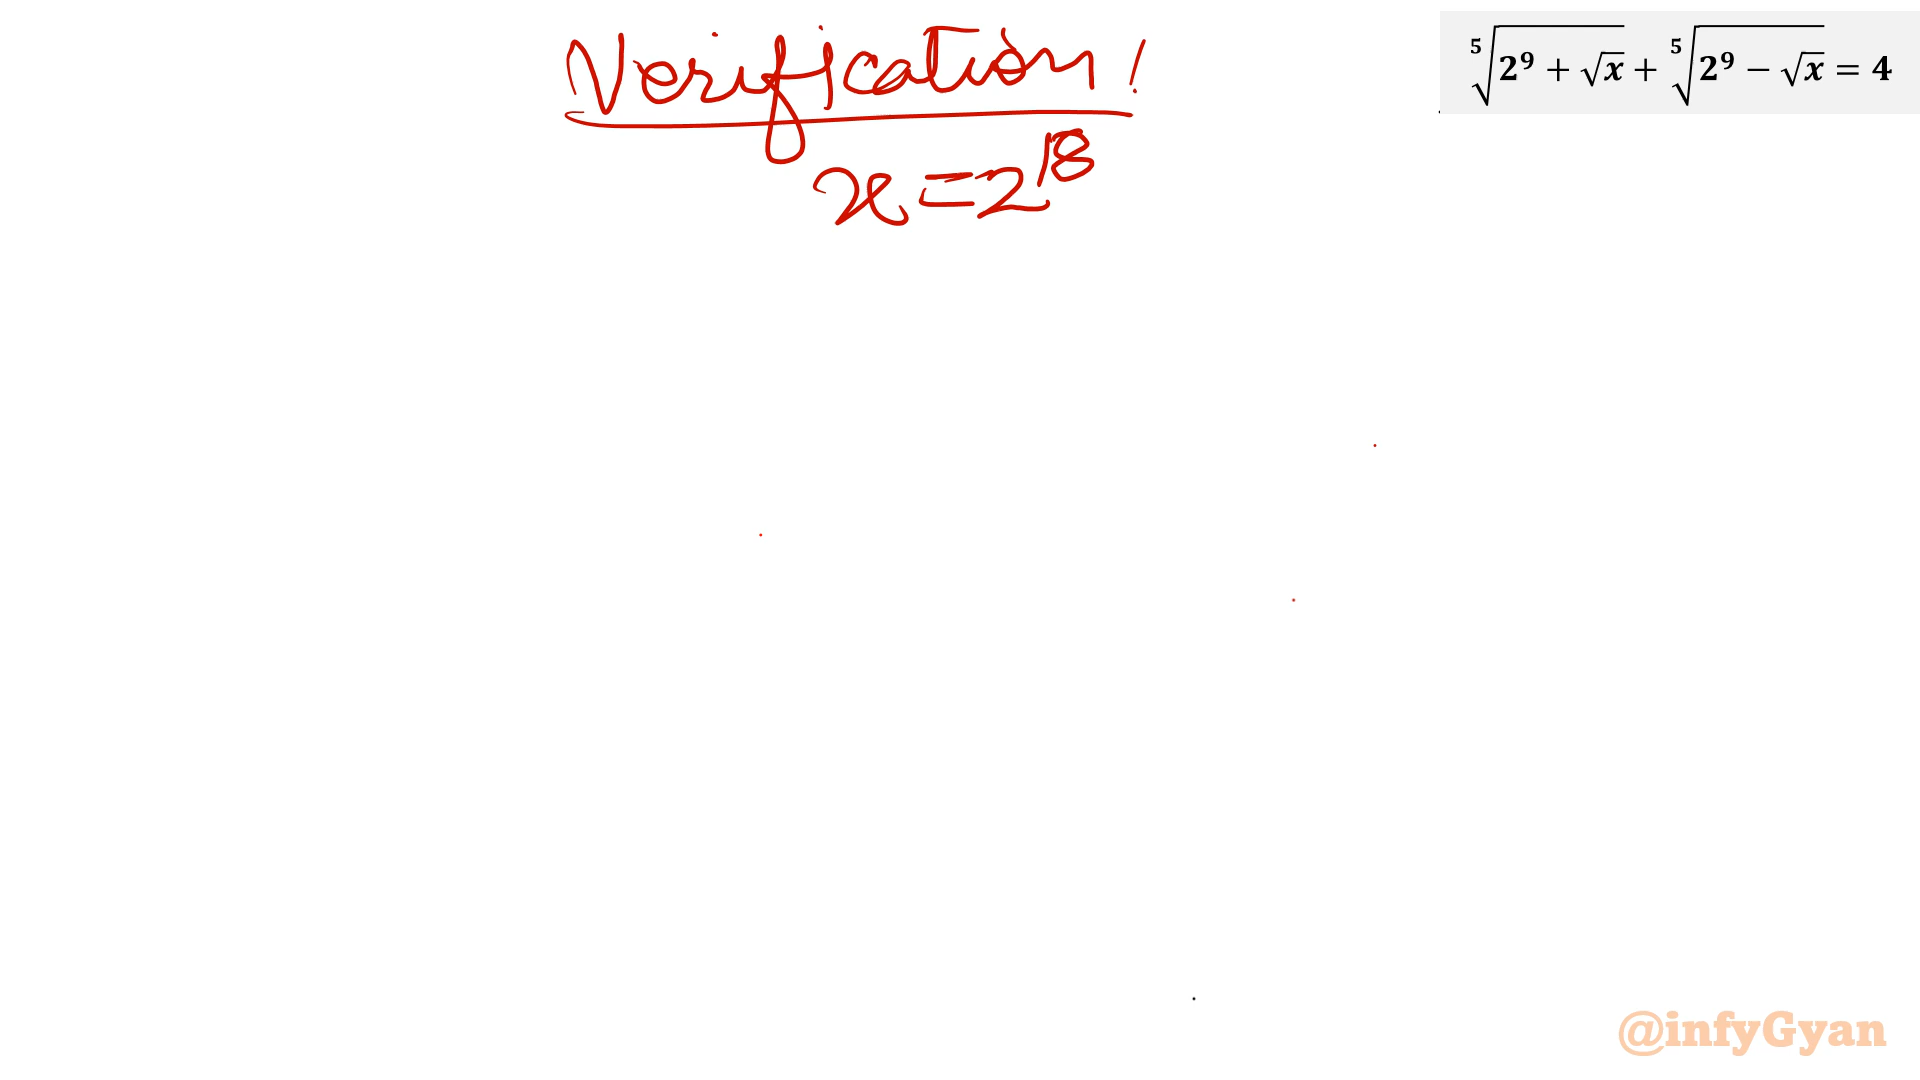 Verification!
x = 2^18
⁵√(2⁹ + √x) + ⁵√(2⁹ − √x) = 4
@infyGyan